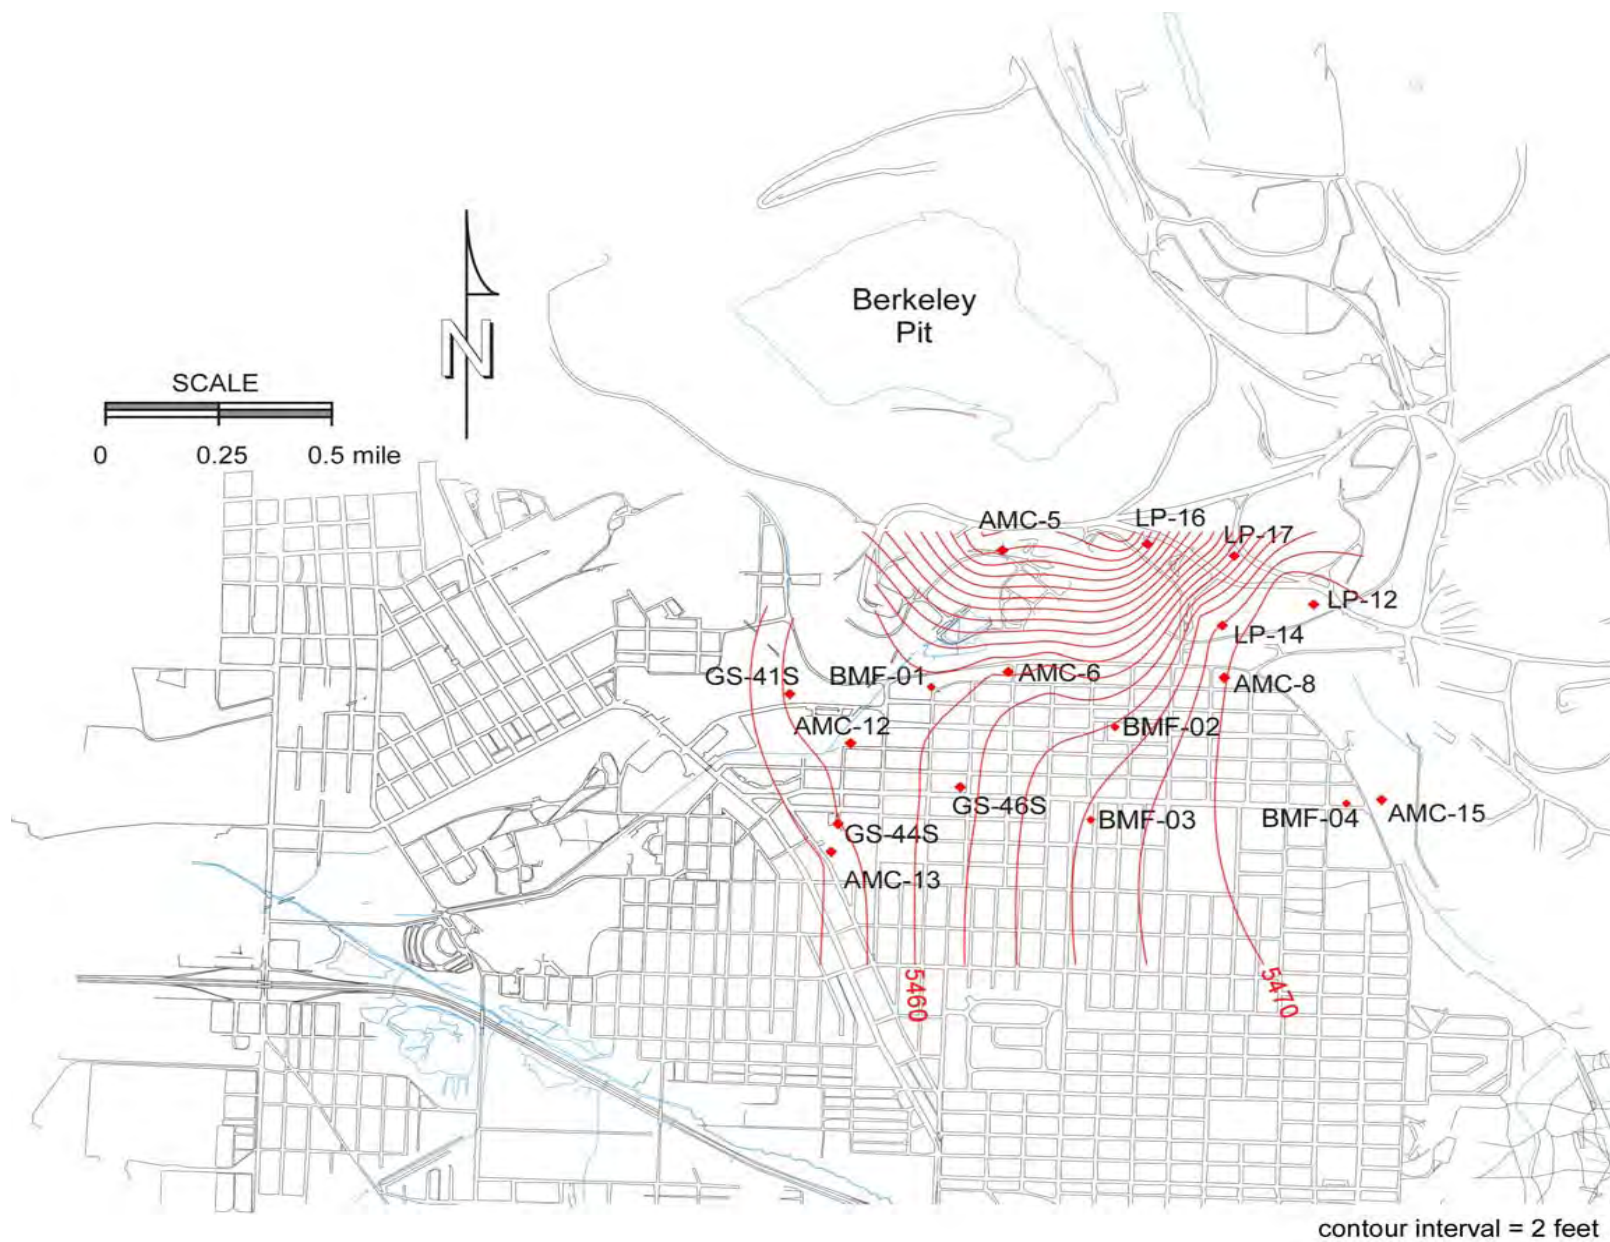 Berkeley
Pit
N
SCALE
0 0.25 0.5 mile
AMC-5
LP-16
LP-17
LP-12
LP-14
GS-41S
BMF-01
AMC-6
AMC-8
AMC-12
BMF-02
GS-46S
GS-44S
BMF-03
BMF-04
AMC-15
AMC-13
5460
5470
contour interval = 2 feet